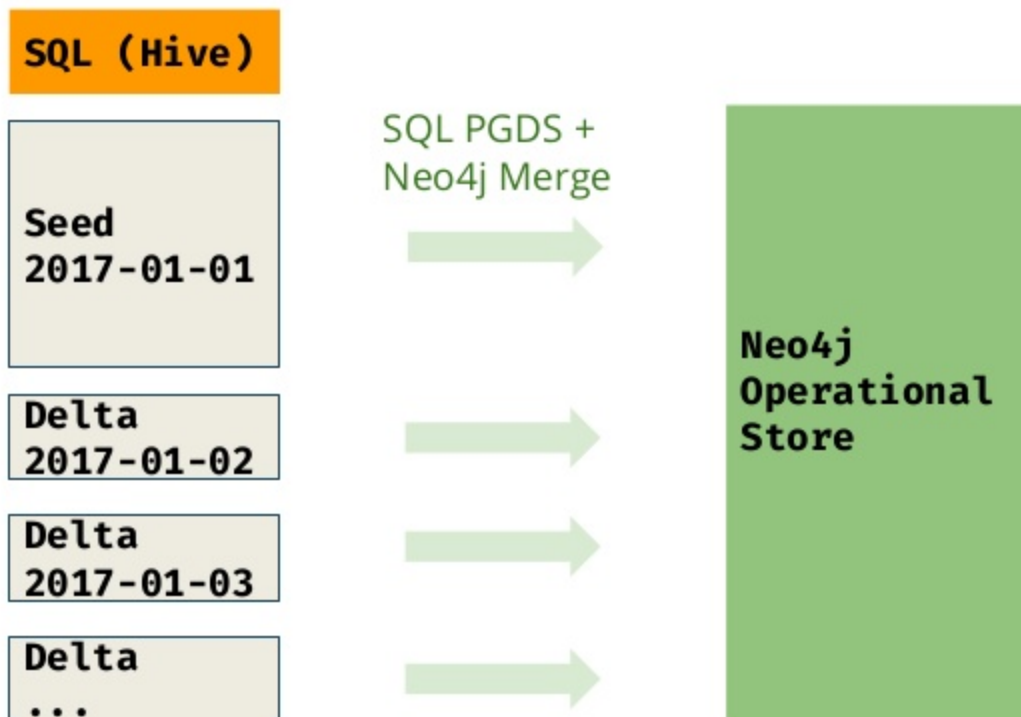 SQL (Hive)
SQL PGDS +
Neo4j Merge
Seed
2017-01-01
Neo4j
Operational
Store
Delta
2017-01-02
Delta
2017-01-03
Delta
...